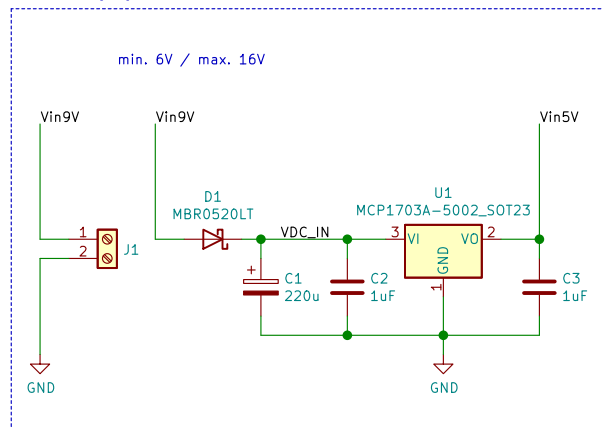 min. 6V / max. 16V
Vin9V
Vin9V
Vin5V
D1
MBR0520LT
U1
MCP1703A-5002_SOT23
1
2
J1
VDC_IN
3
VI
VO
2
GND
1
+
C1
220u
C2
1uF
C3
1uF
GND
GND